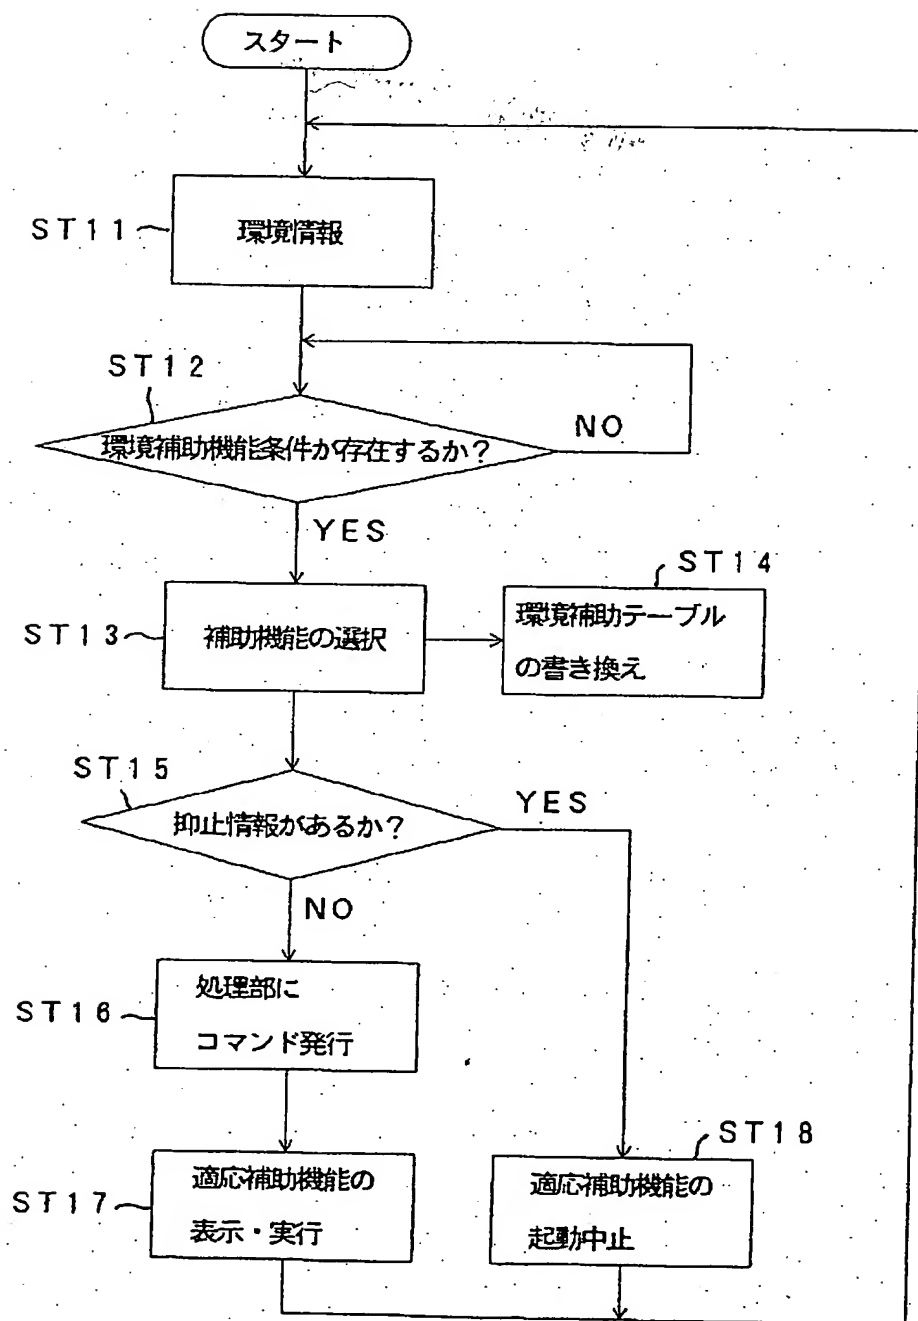 スタート
ST11
環境情報
ST12
環境補助機能条件が存在するか?
NO
YES
ST13
補助機能の選択
ST14
環境補助テーブル
の書き換え
ST15
抑止情報があるか?
YES
NO
ST16
処理部に
コマンド発行
ST17
適応補助機能の
表示・実行
ST18
適応補助機能の
起動中止